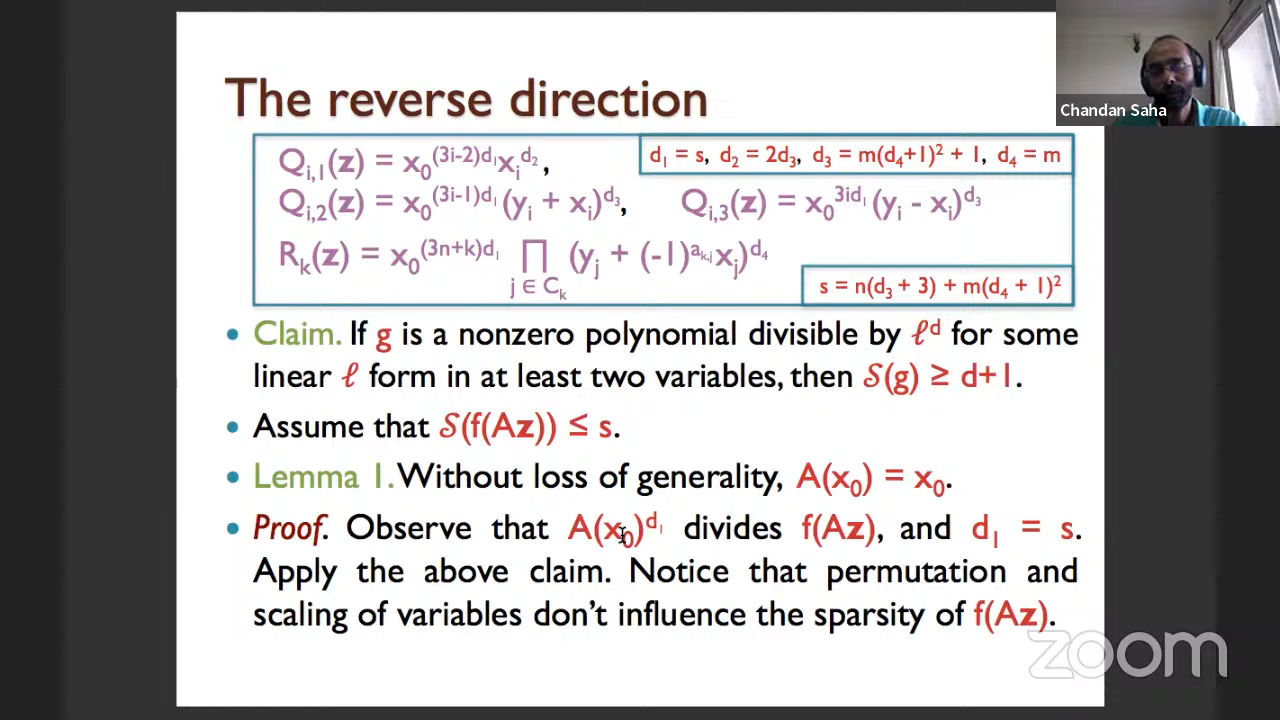 The reverse direction
Chandan Saha
Q_{i,1}(z) = x_0^{(3i-2)d_1} x_i^{d_2},
d_1 = s, d_2 = 2d_3, d_3 = m(d_4+1)^2 + 1, d_4 = m
Q_{i,2}(z) = x_0^{(3i-1)d_1} (y_i + x_i)^{d_3}, Q_{i,3}(z) = x_0^{3id_1} (y_i - x_i)^{d_3}
R_k(z) = x_0^{(3n+k)d_1} ∏_{j ∈ C_k} (y_j + (-1)^{a_{k,j}} x_j)^{d_4}
s = n(d_3 + 3) + m(d_4 + 1)^2
• Claim. If g is a nonzero polynomial divisible by ℓ^d for some
linear ℓ form in at least two variables, then 𝒮(g) ≥ d+1.
• Assume that 𝒮(f(Az)) ≤ s.
• Lemma 1. Without loss of generality, A(x_0) = x_0.
• Proof. Observe that A(x_0)^{d_1} divides f(Az), and d_1 = s.
Apply the above claim. Notice that permutation and
scaling of variables don't influence the sparsity of f(Az).
zoom